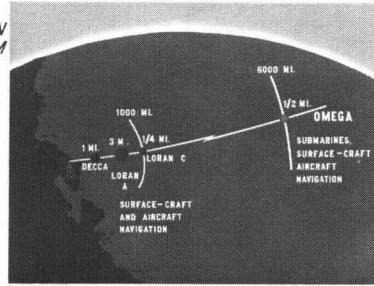 N
M
6000 MI.
1/2 MI.
OMEGA
1000 MI.
1/4 MI.
1 MI.
3 M.
DECCA
LORAN C
LORAN
A
SUBMARINES,
SURFACE-CRAFT
AIRCRAFT
NAVIGATION
SURFACE-CRAFT
AND AIRCRAFT
NAVIGATION